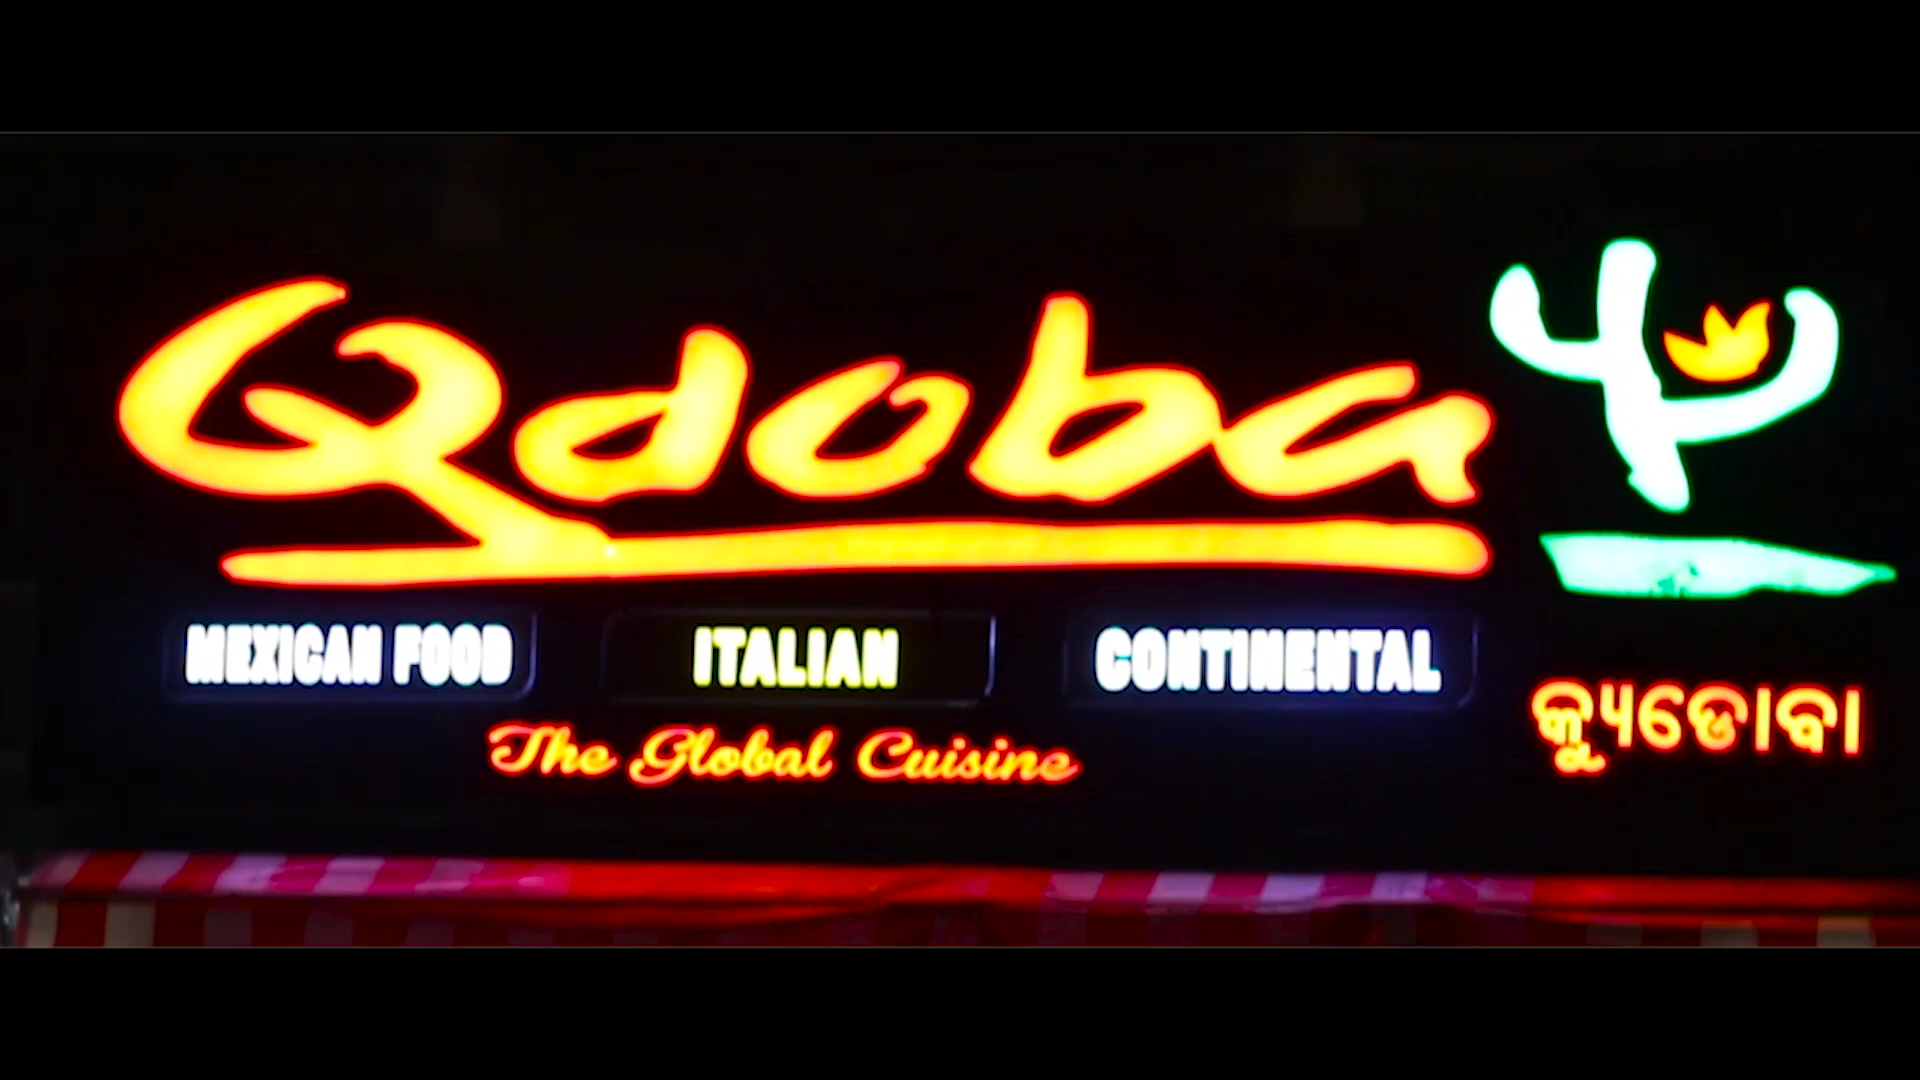 Qdoba
MEXICAN FOOD
ITALIAN
CONTINENTAL
The Global Cuisine
କ୍ୟୁଡୋବା